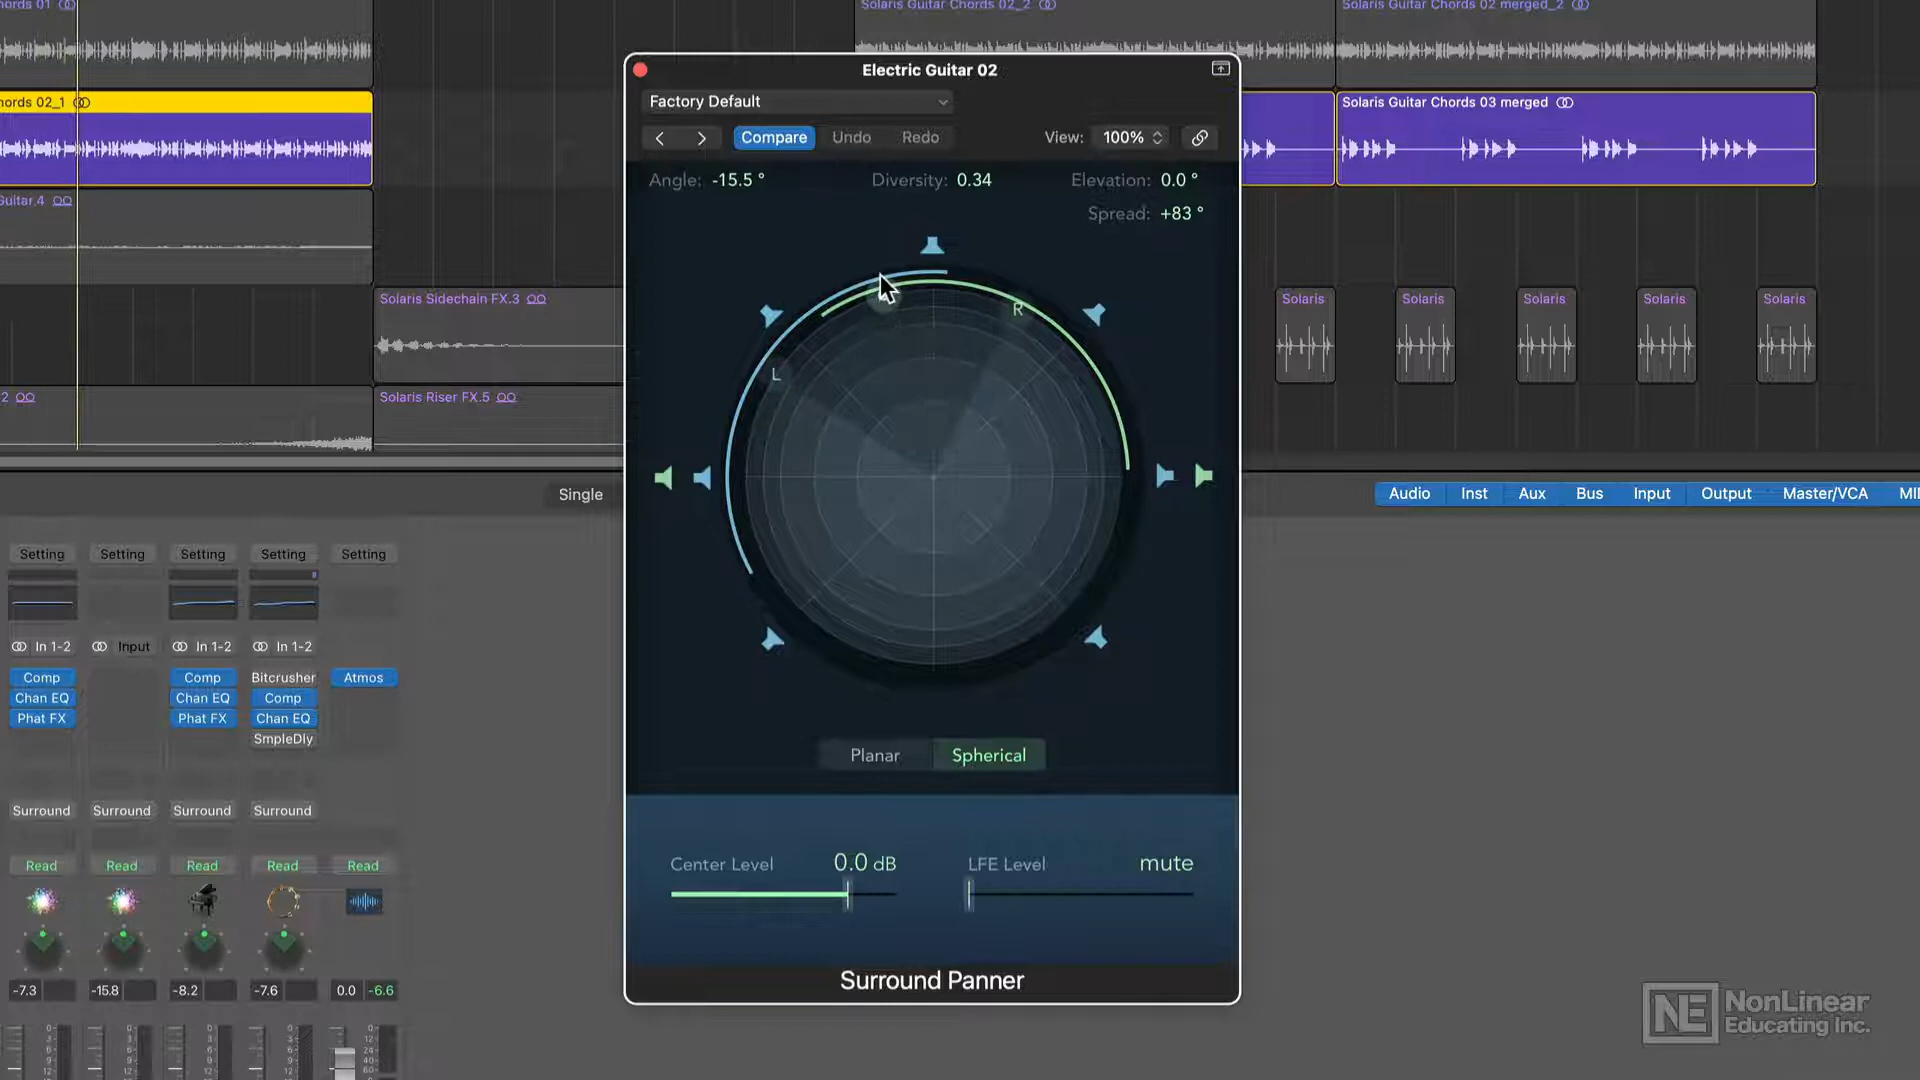 hords 01
Solaris Guitar Chords 02_2
Solaris Guitar Chords 02 merged_2
Electric Guitar 02
Factory Default
hords 02_1
Solaris Guitar Chords 03 merged
Compare Undo Redo View: 100%
Angle: -15.5 ° Diversity: 0.34 Elevation: 0.0 °
Spread: +83 °
Guitar.4
Solaris Sidechain FX.3
Solaris Solaris Solaris Solaris Solaris
R
L
2
Solaris Riser FX.5
Single
Audio Inst Aux Bus Input Output Master/VCA MI
Setting Setting Setting Setting Setting
In 1-2 Input In 1-2 In 1-2
Comp Comp Bitcrusher Atmos
Chan EQ Chan EQ Comp
Phat FX Phat FX Chan EQ
SmpleDly
Planar Spherical
Surround Surround Surround Surround
Center Level 0.0 dB LFE Level mute
Read Read Read Read Read
Surround Panner
-7.3 -15.8 -8.2 -7.6 0.0 -6.6
NE NonLinear
Educating Inc.